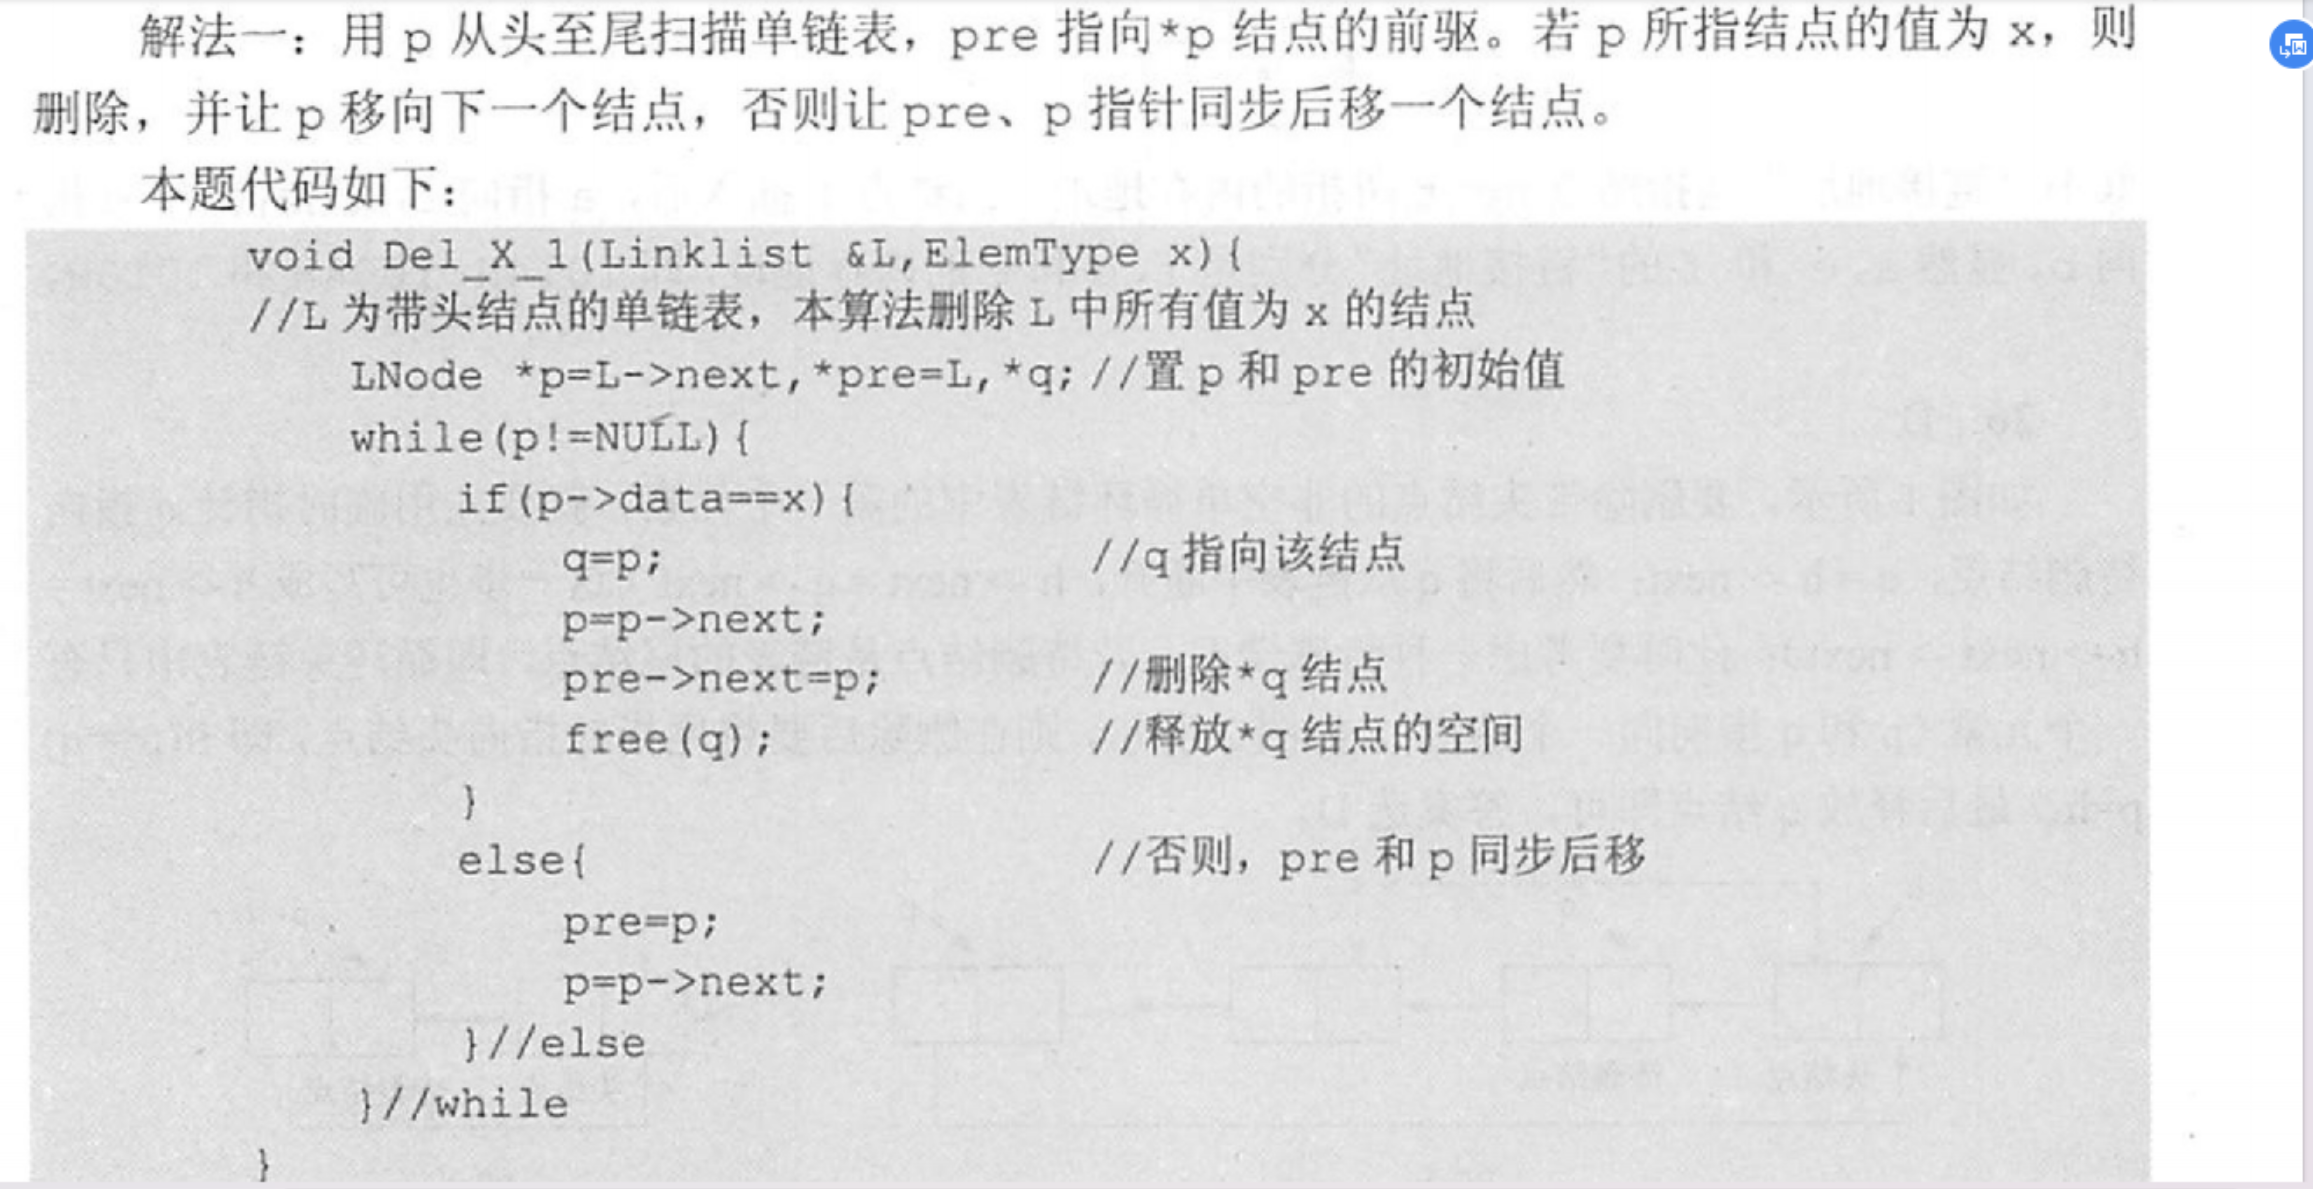 解法一：用 p 从头至尾扫描单链表，pre 指向*p 结点的前驱。若 p 所指结点的值为 x，则
删除，并让 p 移向下一个结点，否则让 pre、p 指针同步后移一个结点。
本题代码如下：
void Del_X_1(Linklist &L,ElemType x){
//L 为带头结点的单链表，本算法删除 L 中所有值为 x 的结点
LNode *p=L->next,*pre=L,*q; //置 p 和 pre 的初始值
while(p!=NULL){
if(p->data==x){
q=p; //q 指向该结点
p=p->next;
pre->next=p; //删除*q 结点
free(q); //释放*q 结点的空间
}
else{ //否则，pre 和 p 同步后移
pre=p;
p=p->next;
}//else
}//while
}